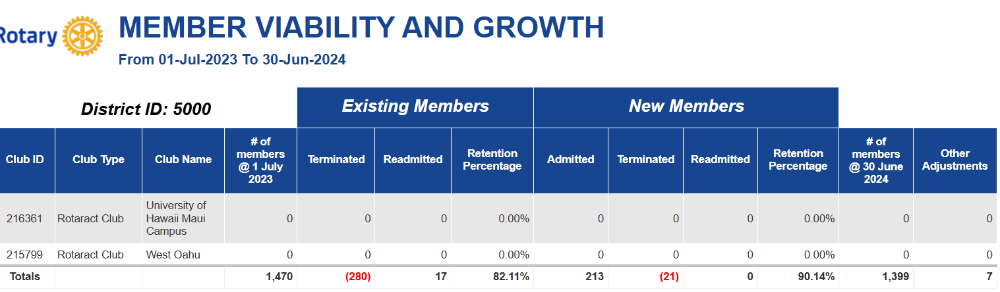 Rotary
MEMBER VIABILITY AND GROWTH
From 01-Jul-2023 To 30-Jun-2024
District ID: 5000 Existing Members New Members
Club ID Club Type Club Name # of members @ 1 July 2023 Terminated Readmitted Retention Percentage Admitted Terminated Readmitted Retention Percentage # of members @ 30 June 2024 Other Adjustments
216361 Rotaract Club University of Hawaii Maui Campus 0 0 0 0.00% 0 0 0 0.00% 0 0
215799 Rotaract Club West Oahu 0 0 0 0.00% 0 0 0 0.00% 0 0
Totals 1,470 (280) 17 82.11% 213 (21) 0 90.14% 1,399 7